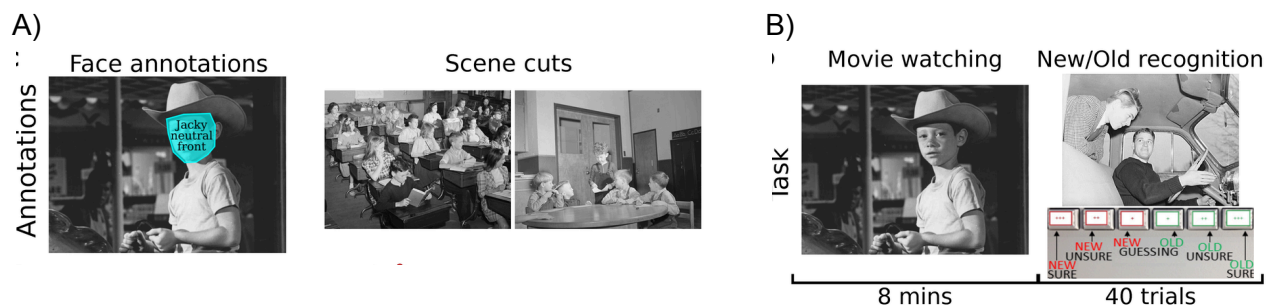 A)
B)
Annotations
Face annotations
Scene cuts
Jacky
neutral
front
Task
Movie watching
New/Old recognition
NEW
SURE
NEW
UNSURE
NEW
OLD
GUESSING
OLD
UNSURE
OLD
SURE
8 mins
40 trials